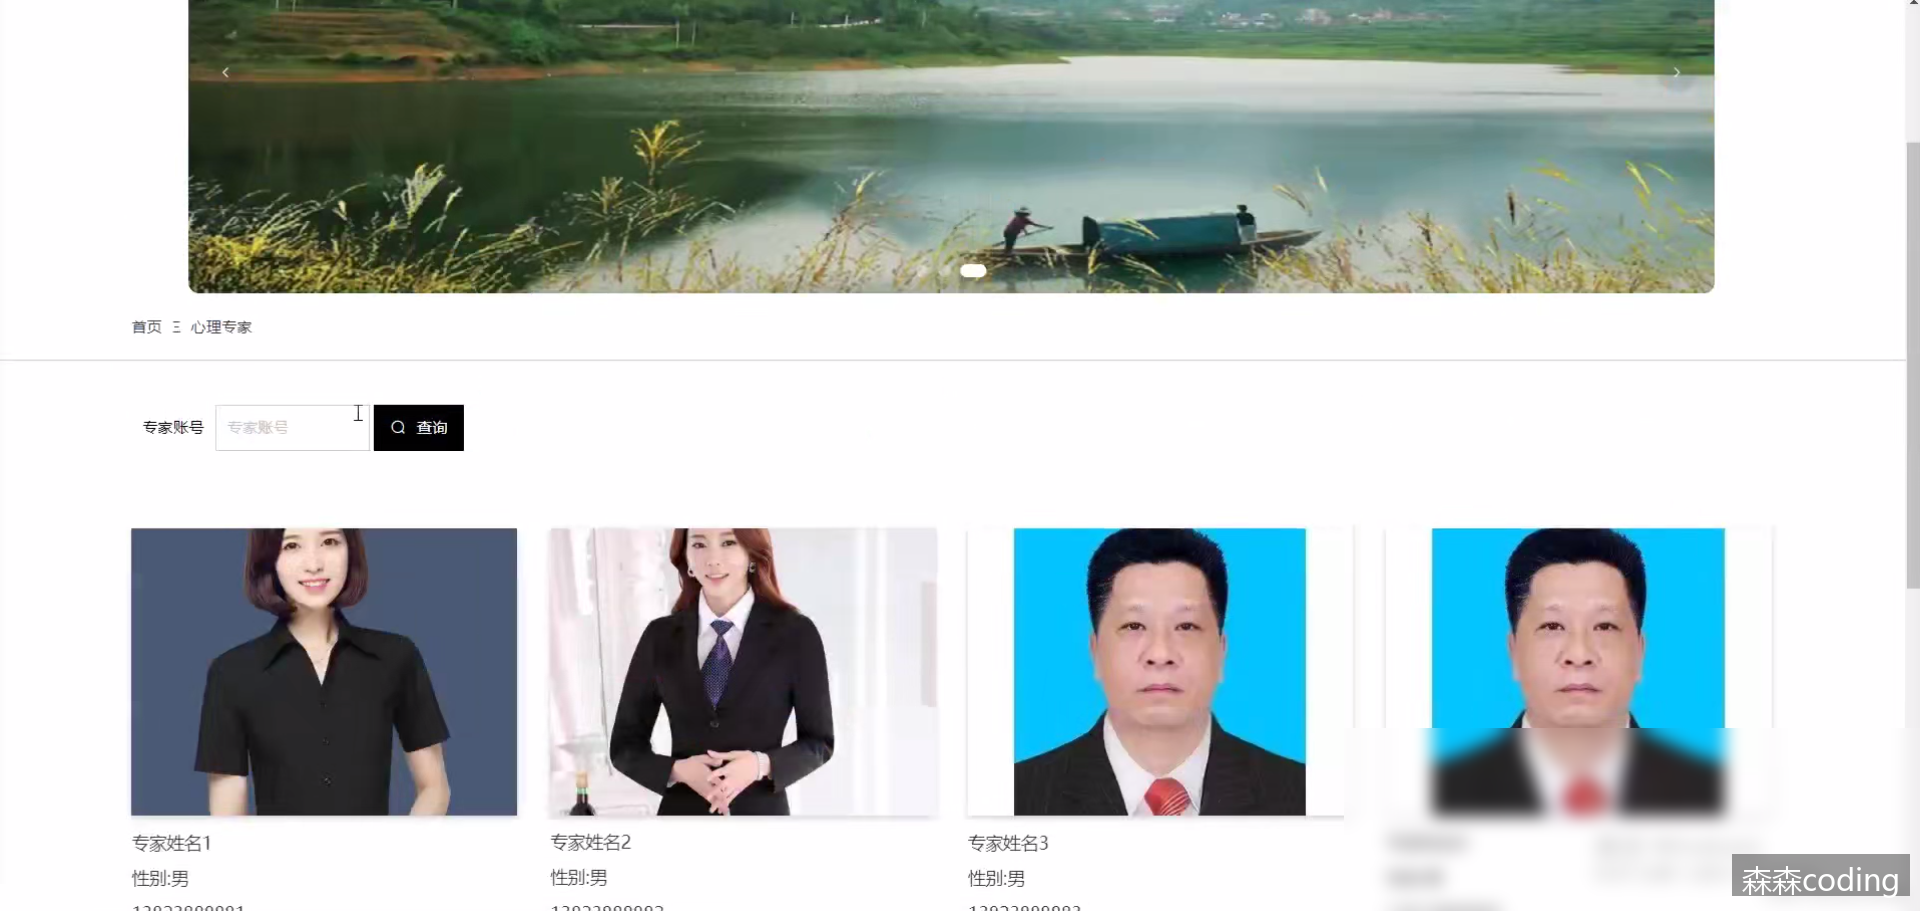 首页 Ξ 心理专家
专家账号 专家账号 查询
专家姓名1
性别:男
专家姓名2
性别:男
专家姓名3
性别:男
森森coding